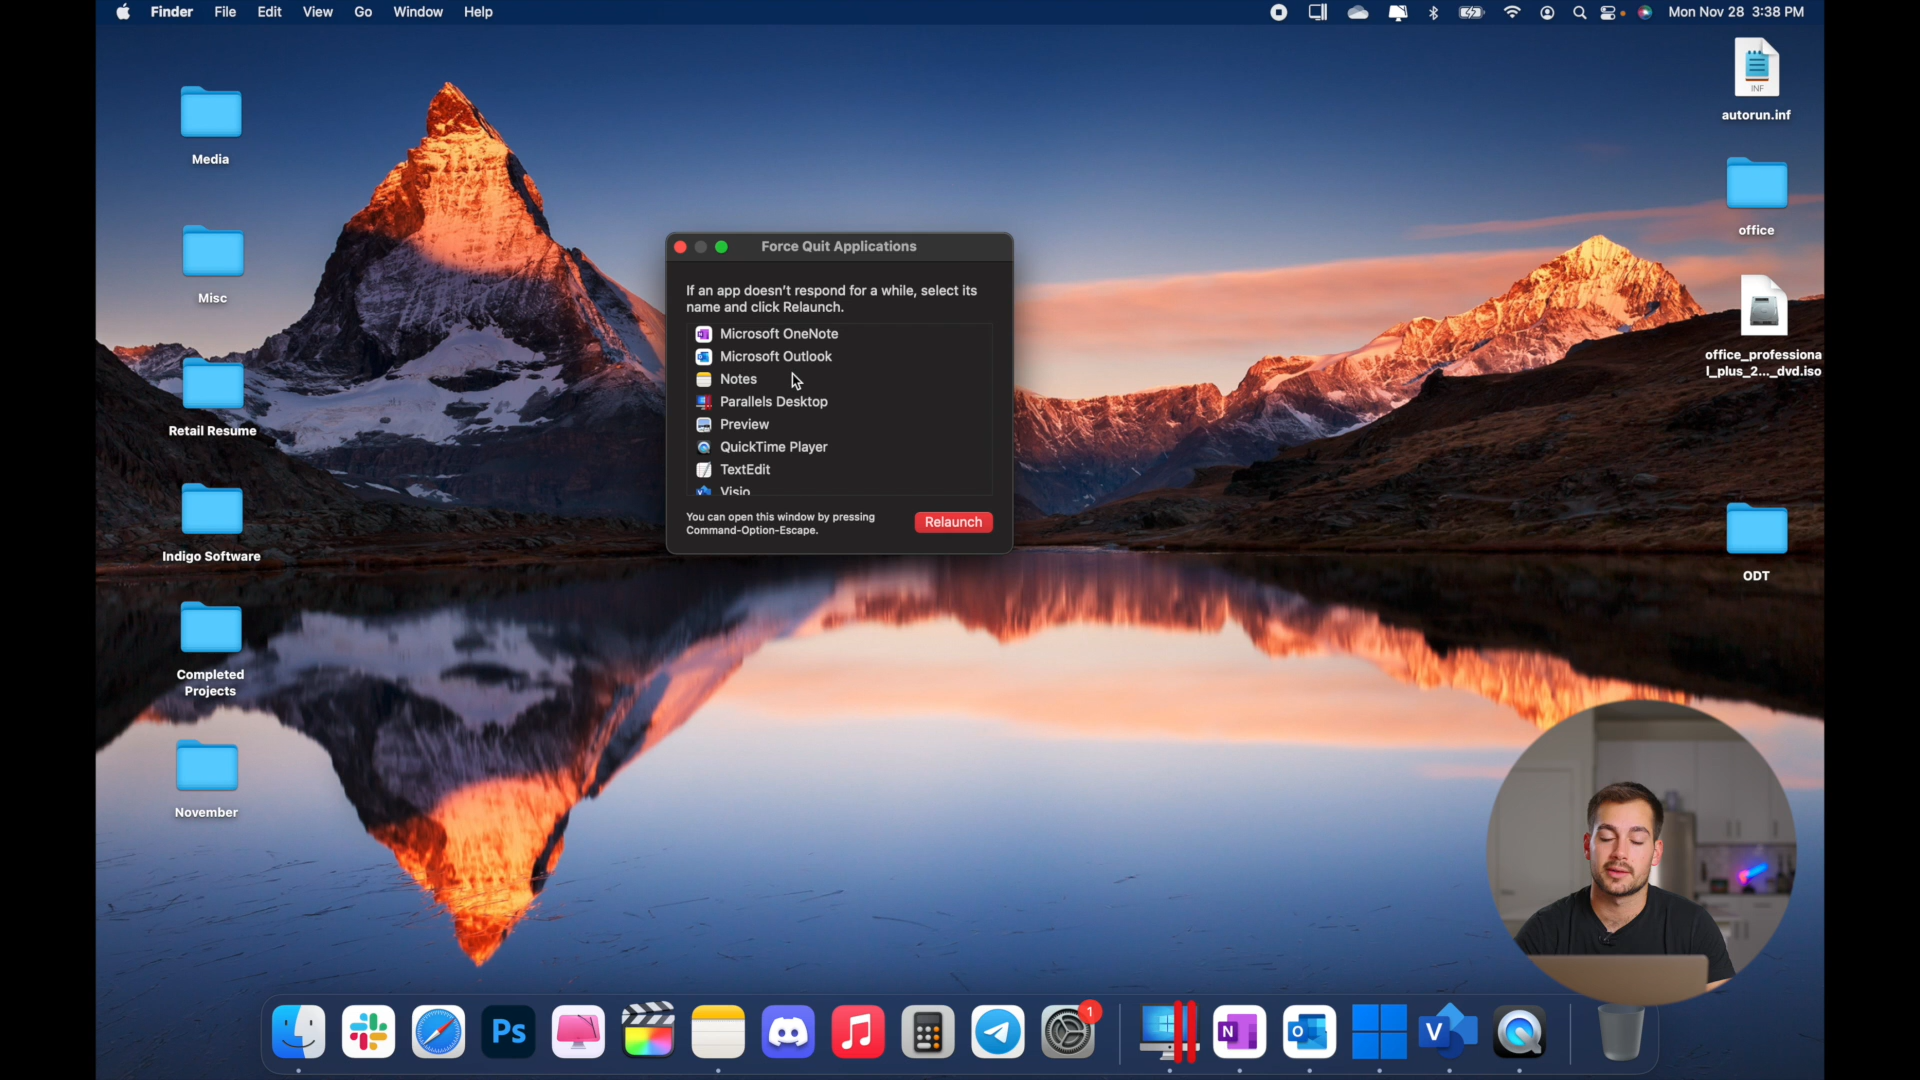 Finder File Edit View Go Window Help
Mon Nov 28 3:38 PM
Media
Misc
Retail Resume
Indigo Software
Completed
Projects
November
Force Quit Applications
If an app doesn't respond for a while, select its
name and click Relaunch.
Microsoft OneNote
Microsoft Outlook
Notes
Parallels Desktop
Preview
QuickTime Player
TextEdit
Visio
You can open this window by pressing
Command-Option-Escape.
Relaunch
INF
autorun.inf
office
office_professiona
l_plus_2..._dvd.iso
ODT
Ps
1
N
O
V